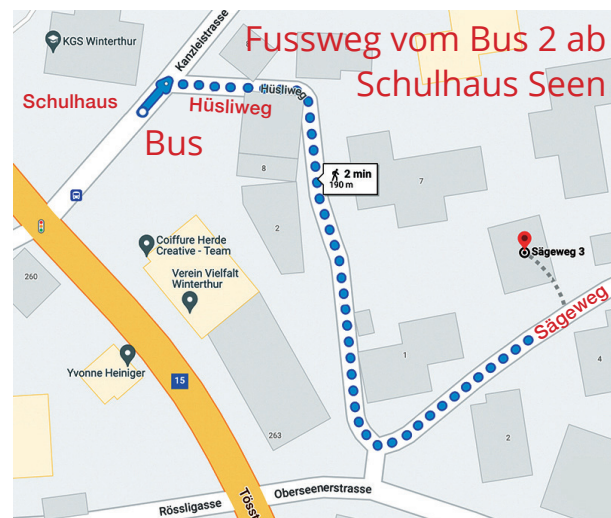 Fussweg vom Bus 2 ab
Schulhaus Seen
KGS Winterthur
Kanzleistrasse
Schulhaus
Hüsliweg
Hüsliweg
Bus
2 min
190 m
8
7
2
Coiffure Herde
Creative - Team
Verein Vielfalt
Winterthur
Sägeweg 3
Sägeweg
260
Yvonne Heiniger
15
1
4
263
2
Oberseenerstrasse
Rössligasse
Tösst